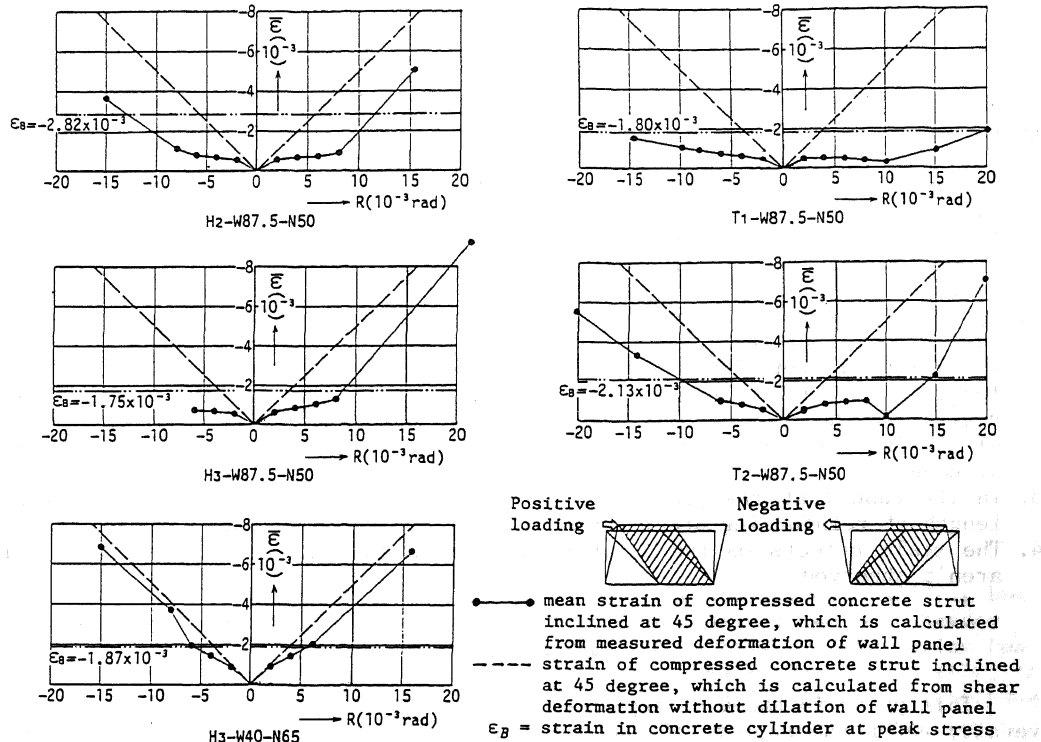 -8
-6
-4
-2
ε̄
(10⁻³)
εB=-2.82x10⁻³
-20 -15 -10 -5 0 5 10 15 20
R(10⁻³rad)
H2-W87.5-N50
-8
-6
-4
-2
ε̄
(10⁻³)
εB=-1.80x10⁻³
-20 -15 -10 -5 0 5 10 15 20
R(10⁻³rad)
T1-W87.5-N50
-8
-6
-4
-2
ε̄
(10⁻³)
εB=-1.75x10⁻³
-20 -15 -10 -5 0 5 10 15 20
R(10⁻³rad)
H3-W87.5-N50
-8
-6
-4
-2
ε̄
(10⁻³)
εB=-2.13x10⁻³
-20 -15 -10 -5 0 5 10 15 20
R(10⁻³rad)
T2-W87.5-N50
-8
-6
-4
-2
ε̄
(10⁻³)
εB=-1.87x10⁻³
-20 -15 -10 -5 0 5 10 15 20
R(10⁻³rad)
H3-W40-N65
Positive
loading
Negative
loading
mean strain of compressed concrete strut
inclined at 45 degree, which is calculated
from measured deformation of wall panel
strain of compressed concrete strut inclined
at 45 degree, which is calculated from shear
deformation without dilation of wall panel
εB = strain in concrete cylinder at peak stress
4. The
aren't